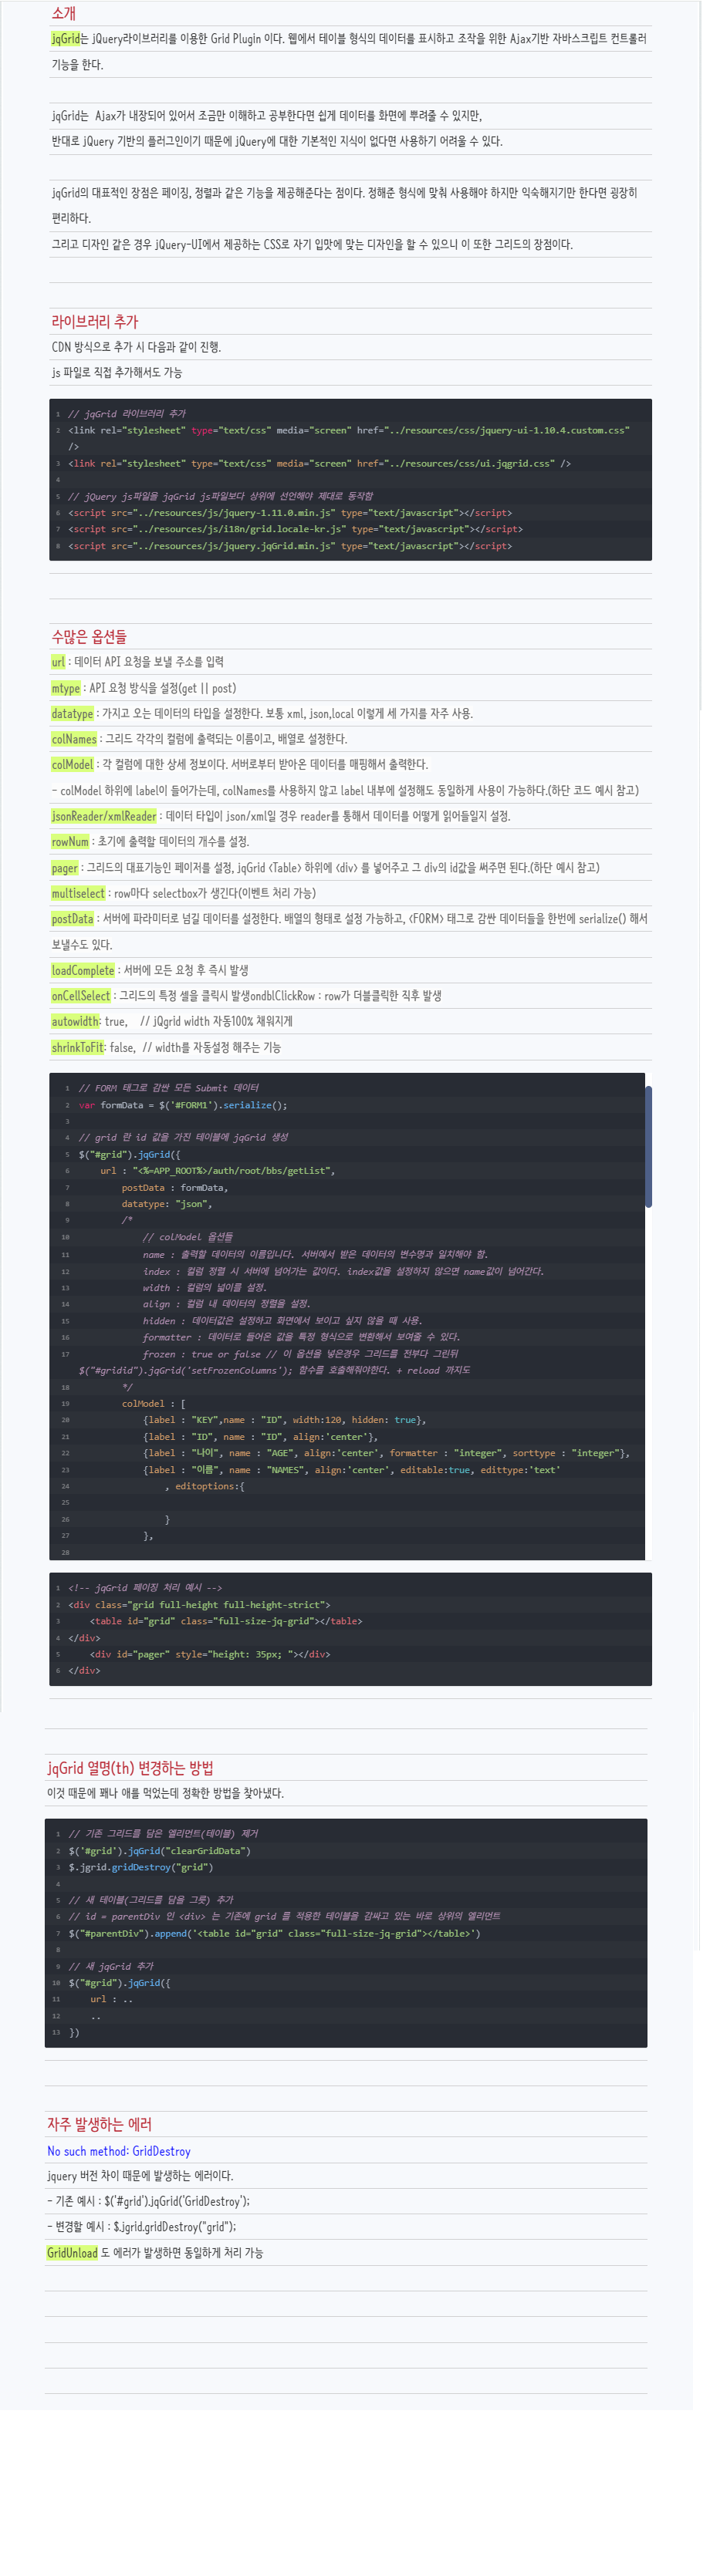 소개
jqGrid는 jQuery라이브러리를 이용한 Grid Plugin 이다. 웹에서 테이블 형식의 데이터를 표시하고 조작을 위한 Ajax기반 자바스크립트 컨트롤러
기능을 한다.
jqGrid는  Ajax가 내장되어 있어서 조금만 이해하고 공부한다면 쉽게 데이터를 화면에 뿌려줄 수 있지만,
반대로 jQuery 기반의 플러그인이기 때문에 jQuery에 대한 기본적인 지식이 없다면 사용하기 어려울 수 있다.
jqGrid의 대표적인 장점은 페이징, 정렬과 같은 기능을 제공해준다는 점이다. 정해준 형식에 맞춰 사용해야 하지만 익숙해지기만 한다면 굉장히
편리하다.
그리고 디자인 같은 경우 jQuery-UI에서 제공하는 CSS로 자기 입맛에 맞는 디자인을 할 수 있으니 이 또한 그리드의 장점이다.
라이브러리 추가
CDN 방식으로 추가 시 다음과 같이 진행.
js 파일로 직접 추가해서도 가능
1 // jqGrid 라이브러리 추가
2 <link rel="stylesheet" type="text/css" media="screen" href="../resources/css/jquery-ui-1.10.4.custom.css"
/>
3 <link rel="stylesheet" type="text/css" media="screen" href="../resources/css/ui.jqgrid.css" />
4
5 // jQuery js파일을 jqGrid js파일보다 상위에 선언해야 제대로 동작함
6 <script src="../resources/js/jquery-1.11.0.min.js" type="text/javascript"></script>
7 <script src="../resources/js/i18n/grid.locale-kr.js" type="text/javascript"></script>
8 <script src="../resources/js/jquery.jqGrid.min.js" type="text/javascript"></script>
수많은 옵션들
url : 데이터 API 요청을 보낼 주소를 입력
mtype : API 요청 방식을 설정(get || post)
datatype : 가지고 오는 데이터의 타입을 설정한다. 보통 xml, json,local 이렇게 세 가지를 자주 사용.
colNames : 그리드 각각의 컬럼에 출력되는 이름이고, 배열로 설정한다.
colModel : 각 컬럼에 대한 상세 정보이다. 서버로부터 받아온 데이터를 매핑해서 출력한다.
- colModel 하위에 label이 들어가는데, colNames를 사용하지 않고 label 내부에 설정해도 동일하게 사용이 가능하다.(하단 코드 예시 참고)
jsonReader/xmlReader : 데이터 타입이 json/xml일 경우 reader를 통해서 데이터를 어떻게 읽어들일지 설정.
rowNum : 초기에 출력할 데이터의 개수를 설정.
pager : 그리드의 대표기능인 페이저를 설정, jqGrid <Table> 하위에 <div> 를 넣어주고 그 div의 id값을 써주면 된다.(하단 예시 참고)
multiselect : row마다 selectbox가 생긴다(이벤트 처리 가능)
postData : 서버에 파라미터로 넘길 데이터를 설정한다. 배열의 형태로 설정 가능하고, <FORM> 태그로 감싼 데이터들을 한번에 serialize() 해서
보낼수도 있다.
loadComplete : 서버에 모든 요청 후 즉시 발생
onCellSelect : 그리드의 특정 셀을 클릭시 발생ondblClickRow : row가 더블클릭한 직후 발생
autowidth: true,    // jQgrid width 자동100% 채워지게
shrinkToFit: false,  // width를 자동설정 해주는 기능
1 // FORM 태그로 감싼 모든 Submit 데이터
2 var formData = $('#FORM1').serialize();
3
4 // grid 란 id 값을 가진 테이블에 jqGrid 생성
5 $("#grid").jqGrid({
6     url : "<%=APP_ROOT%>/auth/root/bbs/getList",
7         postData : formData,
8         datatype: "json",
9         /*
10             // colModel 옵션들
11             name : 출력할 데이터의 이름입니다. 서버에서 받은 데이터의 변수명과 일치해야 함.
12             index : 컬럼 정렬 시 서버에 넘어가는 값이다. index값을 설정하지 않으면 name값이 넘어간다.
13             width : 컬럼의 넓이를 설정.
14             align : 컬럼 내 데이터의 정렬을 설정.
15             hidden : 데이터값은 설정하고 화면에서 보이고 싶지 않을 때 사용.
16             formatter : 데이터로 들어온 값을 특정 형식으로 변환해서 보여줄 수 있다.
17             frozen : true or false // 이 옵션을 넣은경우 그리드를 전부다 그린뒤
$("#gridid").jqGrid('setFrozenColumns'); 함수를 호출해줘야한다. + reload 까지도
18         */
19         colModel : [
20             {label : "KEY",name : "ID", width:120, hidden: true},
21             {label : "ID", name : "ID", align:'center'},
22             {label : "나이", name : "AGE", align:'center', formatter : "integer", sorttype : "integer"},
23             {label : "이름", name : "NAMES", align:'center', editable:true, edittype:'text'
24                 , editoptions:{
25
26                 }
27             },
28
1 <!-- jqGrid 페이징 처리 예시 -->
2 <div class="grid full-height full-height-strict">
3     <table id="grid" class="full-size-jq-grid"></table>
4 </div>
5     <div id="pager" style="height: 35px; "></div>
6 </div>
jqGrid 열명(th) 변경하는 방법
이것 때문에 꽤나 애를 먹었는데 정확한 방법을 찾아냈다.
1 // 기존 그리드를 담은 엘리먼트(테이블) 제거
2 $('#grid').jqGrid("clearGridData")
3 $.jgrid.gridDestroy("grid")
4
5 // 새 테이블(그리드를 담을 그릇) 추가
6 // id = parentDiv 인 <div> 는 기존에 grid 를 적용한 테이블을 감싸고 있는 바로 상위의 엘리먼트
7 $("#parentDiv").append('<table id="grid" class="full-size-jq-grid"></table>')
8
9 // 새 jqGrid 추가
10 $("#grid").jqGrid({
11     url : ..
12     ..
13 })
자주 발생하는 에러
No such method: GridDestroy
jquery 버전 차이 때문에 발생하는 에러이다.
- 기존 예시 : $('#grid').jqGrid('GridDestroy');
- 변경할 예시 : $.jgrid.gridDestroy("grid");
GridUnload 도 에러가 발생하면 동일하게 처리 가능